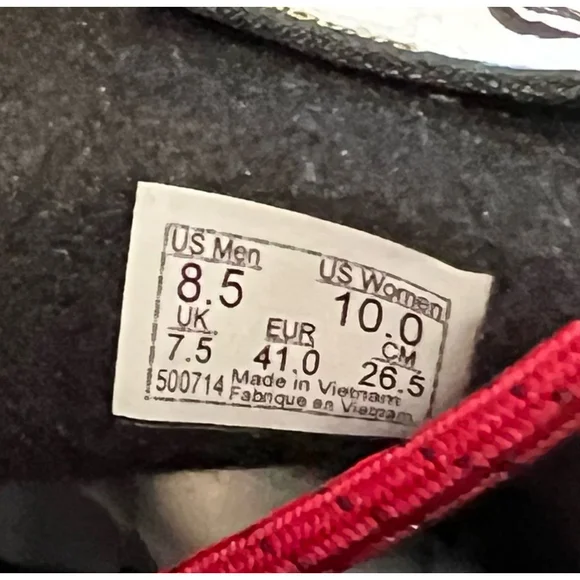 US Men US Women
8.5 10.0
UK EUR CM
7.5 41.0 26.5
500714 Made in Vietnam
Fabrique en Vietnam